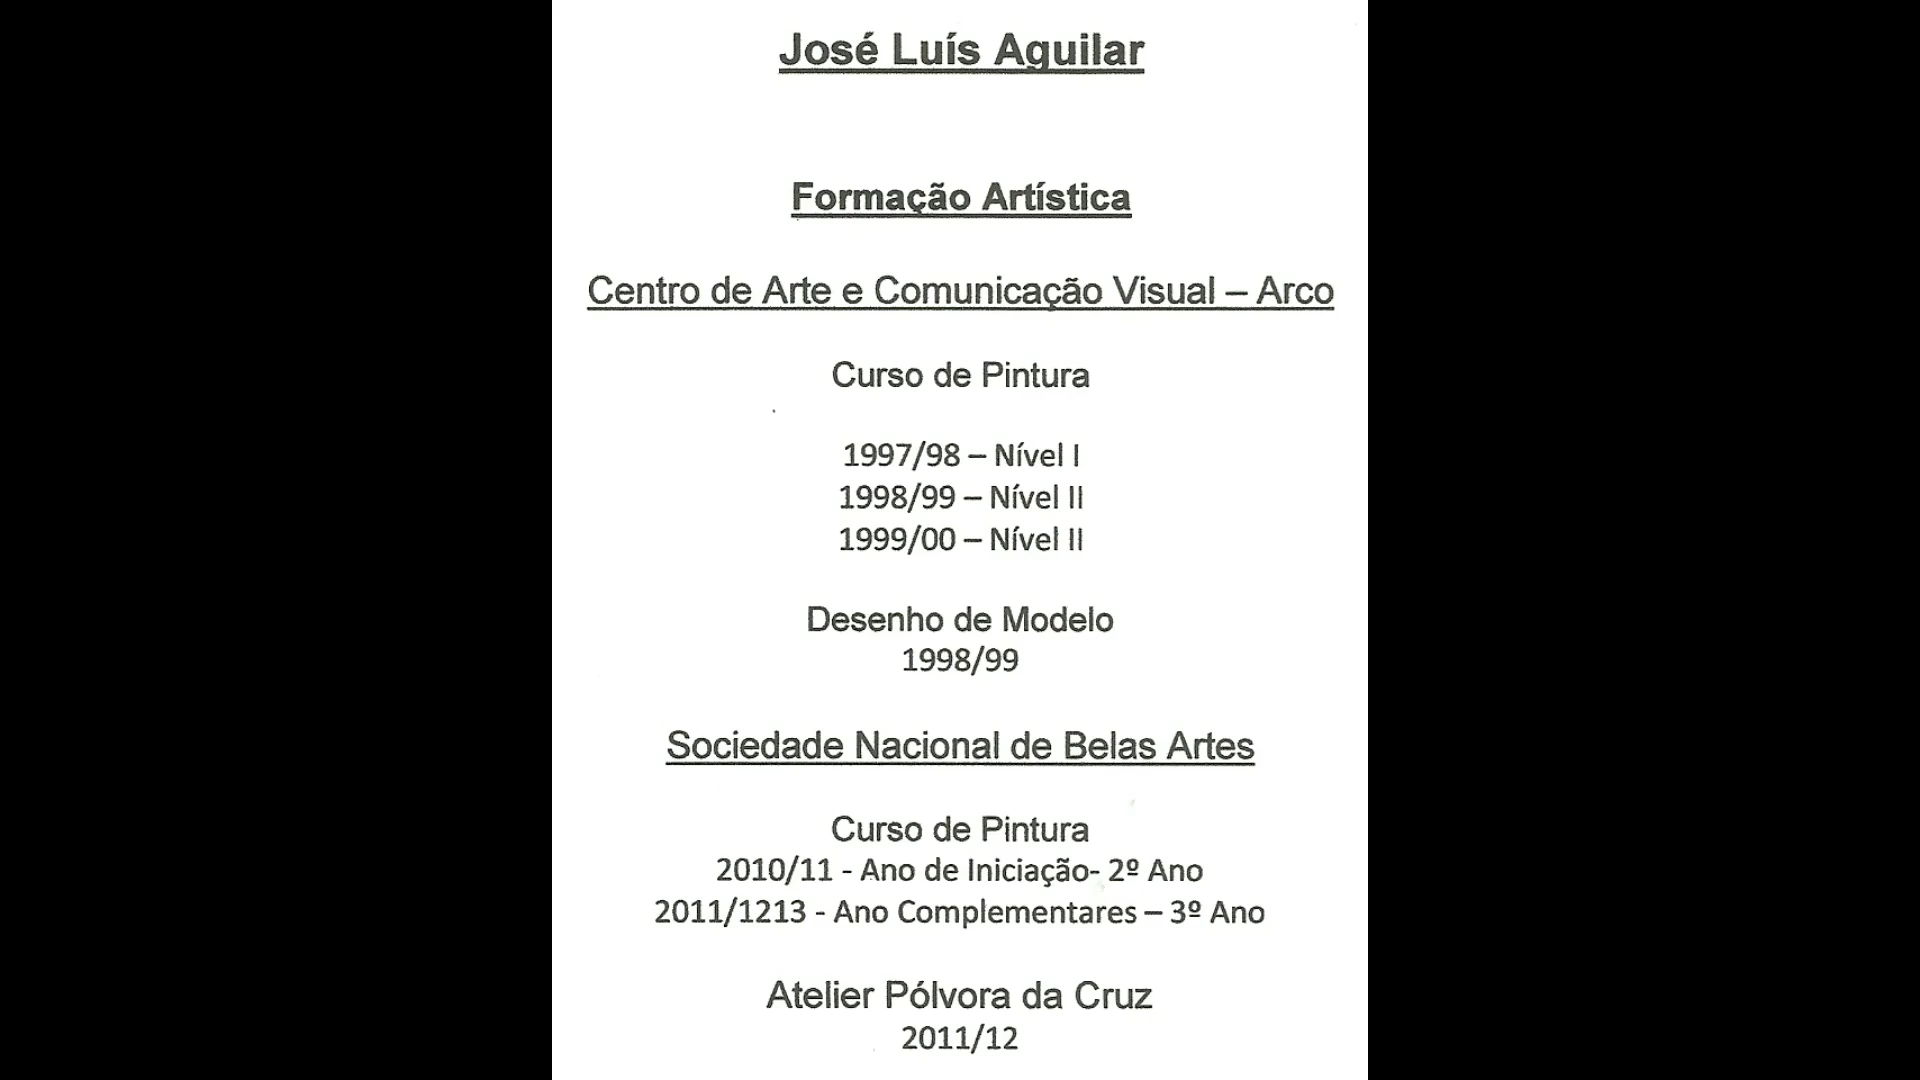 José Luís Aguilar
Formação Artística
Centro de Arte e Comunicação Visual – Arco
Curso de Pintura
1997/98 – Nível I
1998/99 – Nível II
1999/00 – Nível II
Desenho de Modelo
1998/99
Sociedade Nacional de Belas Artes
Curso de Pintura
2010/11 - Ano de Iniciação- 2º Ano
2011/1213 - Ano Complementares – 3º Ano
Atelier Pólvora da Cruz
2011/12